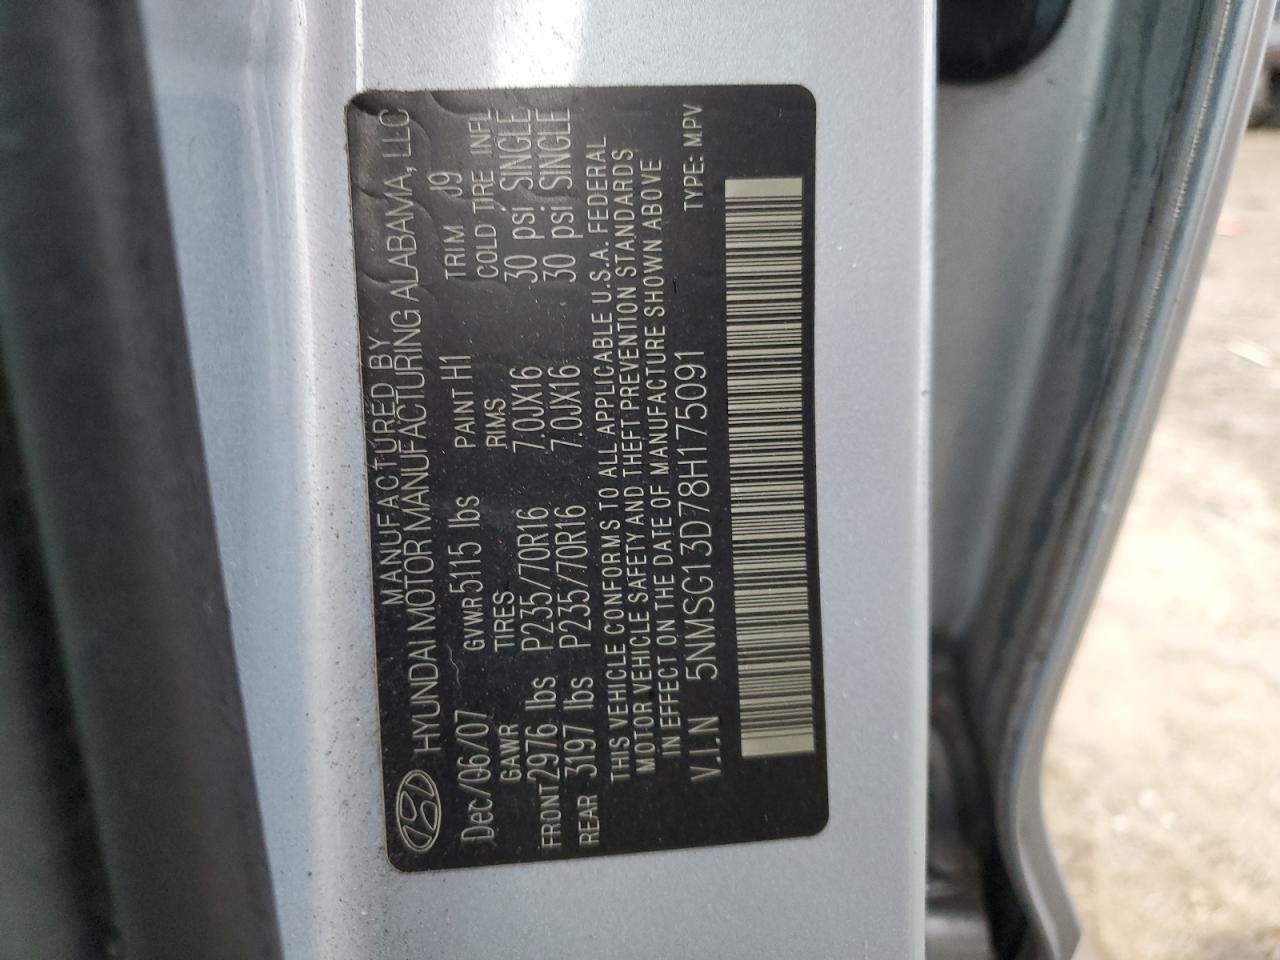 MANUFACTURED BY
HYUNDAI MOTOR MANUFACTURING ALABAMA, LLC
Dec/06/07 GVWR 5115 lbs PAINT H1 TRIM J9
GAWR TIRES RIMS COLD TIRE INFL
FRONT 2976 lbs P235/70R16 7.0JX16 30 psi. SINGLE
REAR 3197 lbs P235/70R16 7.0JX16 30 psi SINGLE
THIS VEHICLE CONFORMS TO ALL APPLICABLE U.S.A. FEDERAL
MOTOR VEHICLE SAFETY AND THEFT PREVENTION STANDARDS
IN EFFECT ON THE DATE OF MANUFACTURE SHOWN ABOVE
V.I.N 5NMSG13D78H175091 TYPE: MPV